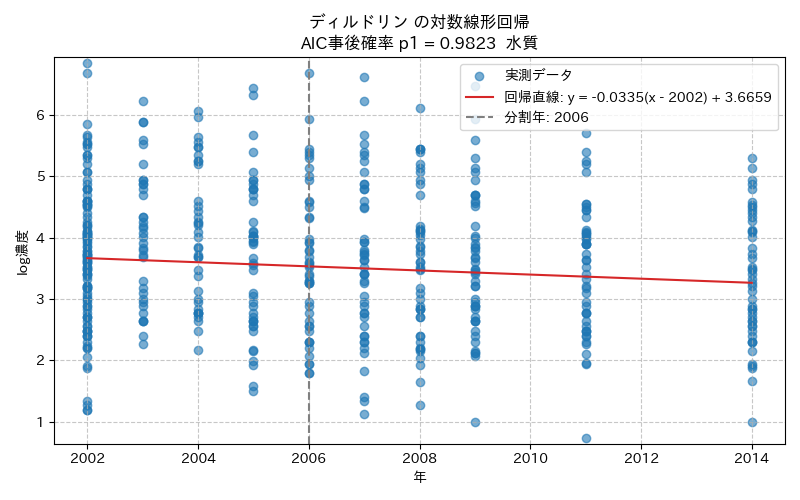 ディルドリン の対数線形回帰
AIC事後確率 p1 = 0.9823 水質
実測データ
回帰直線: y = -0.0335(x - 2002) + 3.6659
分割年: 2006
log濃度
6
5
4
3
2
1
2002 2004 2006 2008 2010 2012 2014
年